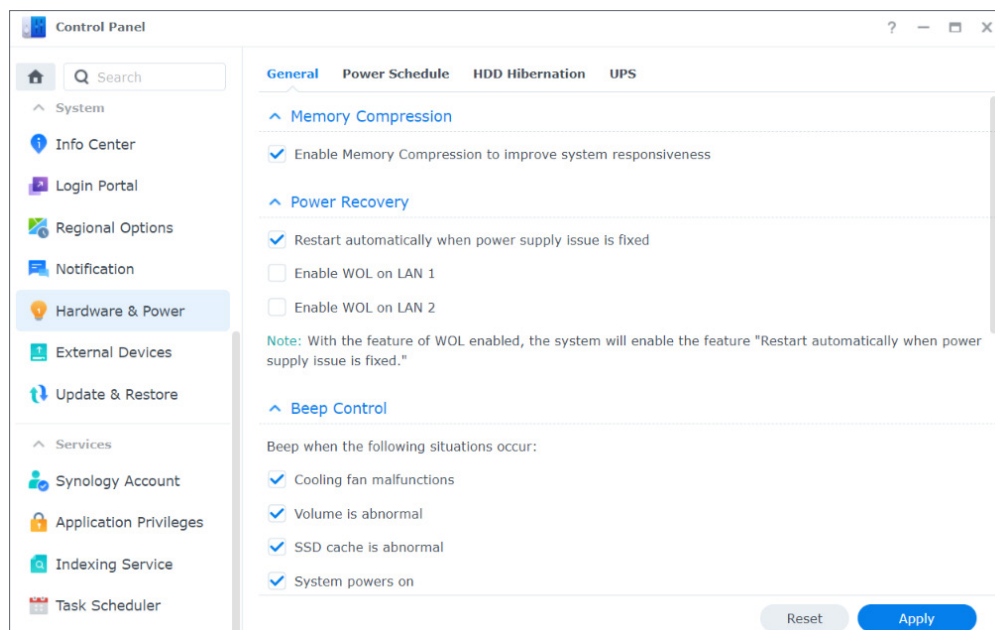 Control Panel
?
Search
System
Info Center
Login Portal
Regional Options
Notification
Hardware & Power
External Devices
Update & Restore
Services
Synology Account
Application Privileges
Indexing Service
Task Scheduler
General Power Schedule HDD Hibernation UPS
Memory Compression
Enable Memory Compression to improve system responsiveness
Power Recovery
Restart automatically when power supply issue is fixed
Enable WOL on LAN 1
Enable WOL on LAN 2
Note: With the feature of WOL enabled, the system will enable the feature "Restart automatically when power
supply issue is fixed."
Beep Control
Beep when the following situations occur:
Cooling fan malfunctions
Volume is abnormal
SSD cache is abnormal
System powers on
Reset Apply